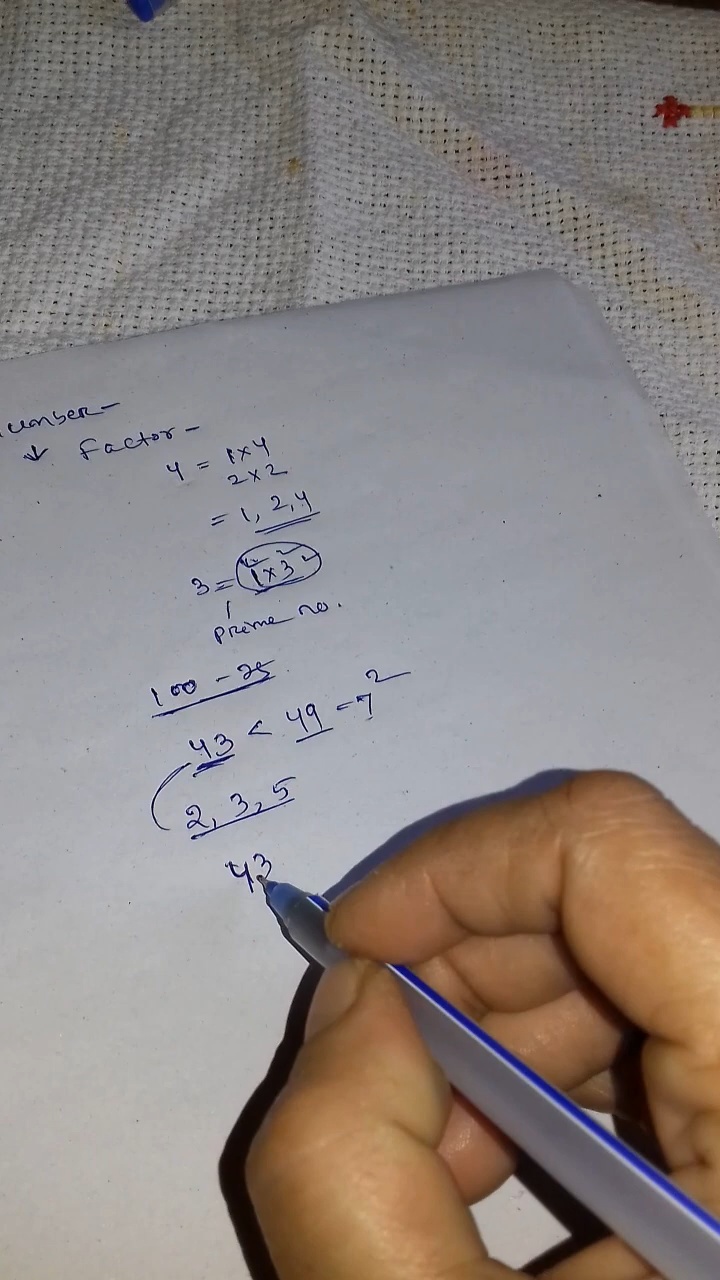 Factor -
4 = 1×4
2×2
= 1, 2, 4
3 = 1×3
prime no.
100 - 25
43 < 49 - 7²
2, 3, 5
43